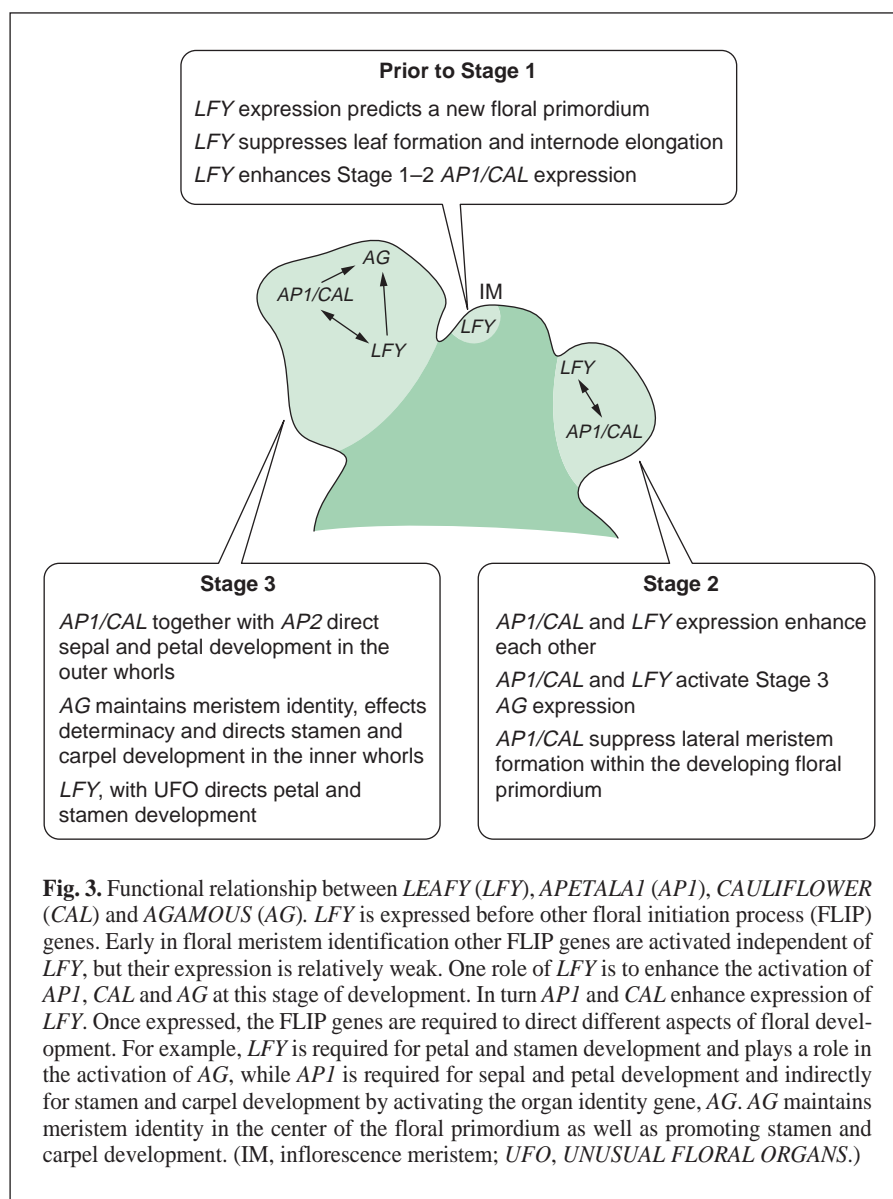 Prior to Stage 1
LFY expression predicts a new floral primordium
LFY suppresses leaf formation and internode elongation
LFY enhances Stage 1–2 AP1/CAL expression
AG
AP1/CAL
LFY
IM
LFY
LFY
AP1/CAL
Stage 3
AP1/CAL together with AP2 direct
sepal and petal development in the
outer whorls
AG maintains meristem identity, effects
determinacy and directs stamen and
carpel development in the inner whorls
LFY, with UFO directs petal and
stamen development
Stage 2
AP1/CAL and LFY expression enhance
each other
AP1/CAL and LFY activate Stage 3
AG expression
AP1/CAL suppress lateral meristem
formation within the developing floral
primordium
Fig. 3. Functional relationship between LEAFY (LFY), APETALA1 (AP1), CAULIFLOWER
(CAL) and AGAMOUS (AG). LFY is expressed before other floral initiation process (FLIP)
genes. Early in floral meristem identification other FLIP genes are activated independent of
LFY, but their expression is relatively weak. One role of LFY is to enhance the activation of
AP1, CAL and AG at this stage of development. In turn AP1 and CAL enhance expression of
LFY. Once expressed, the FLIP genes are required to direct different aspects of floral devel-
opment. For example, LFY is required for petal and stamen development and plays a role in
the activation of AG, while AP1 is required for sepal and petal development and indirectly
for stamen and carpel development by activating the organ identity gene, AG. AG maintains
meristem identity in the center of the floral primordium as well as promoting stamen and
carpel development. (IM, inflorescence meristem; UFO, UNUSUAL FLORAL ORGANS.)